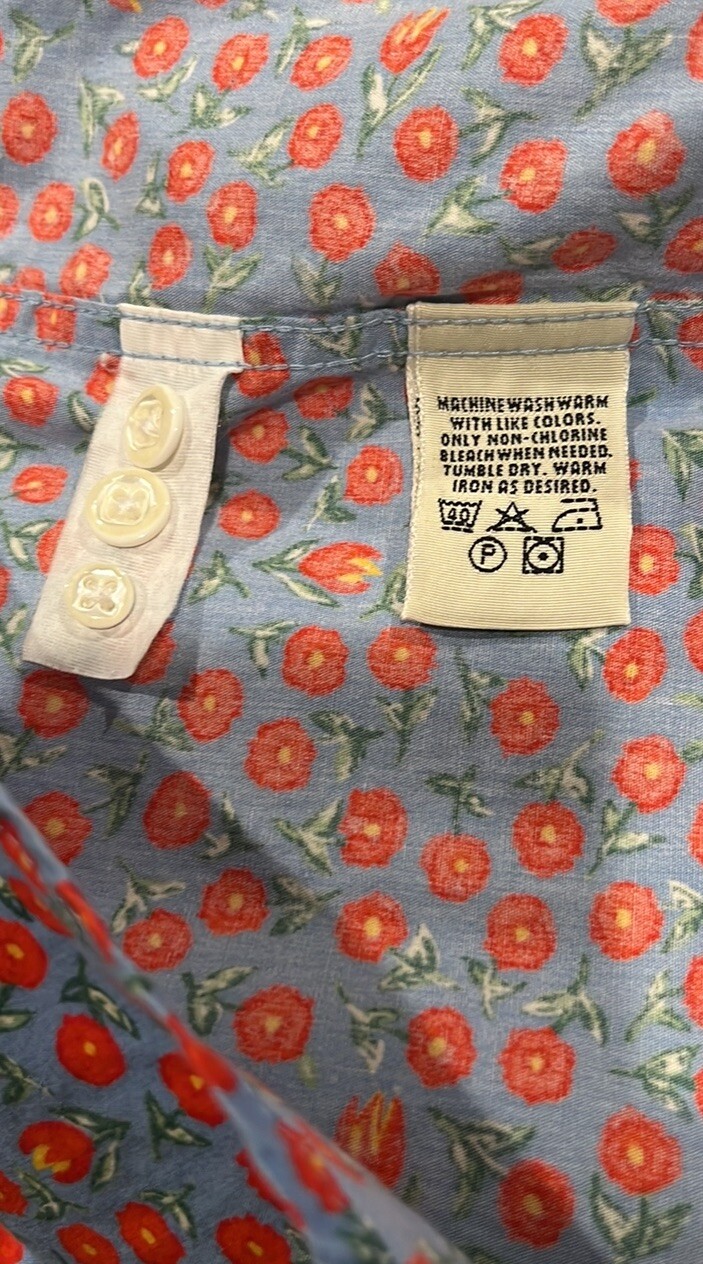 MACHINE WASH WARM
WITH LIKE COLORS.
ONLY NON-CHLORINE
BLEACH WHEN NEEDED.
TUMBLE DRY. WARM
IRON AS DESIRED.
40
P